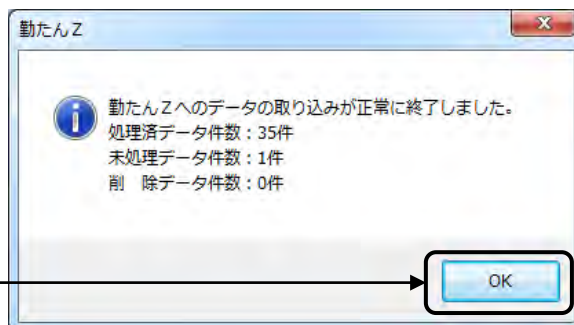 勤たんZ
勤たんZへのデータの取り込みが正常に終了しました。
処理済データ件数：35件
未処理データ件数：1件
削　除データ件数：0件
OK